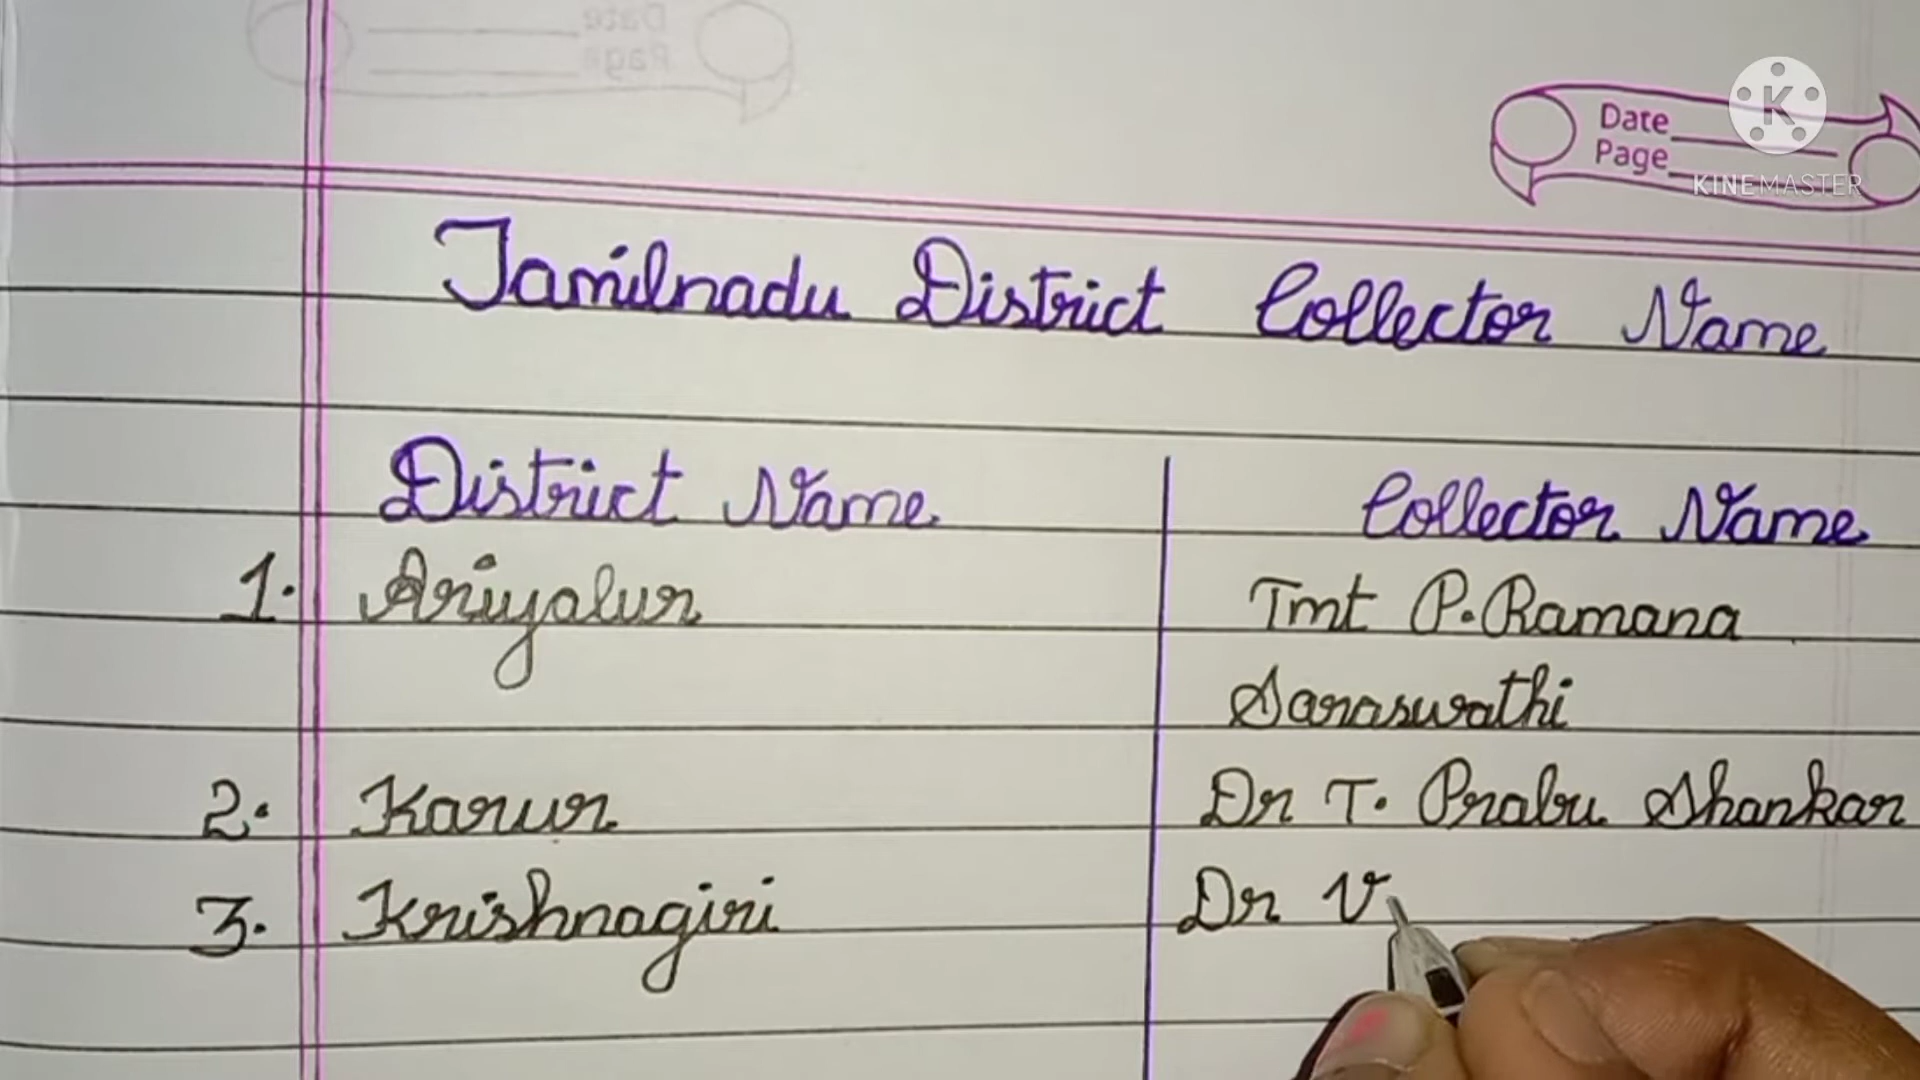 Date
Page
K
KINEMASTER
Tamilnadu District Collector Name
District Name Collector Name
1. Ariyalur Tmt P. Ramana
Saraswathi
2. Karur Dr T. Prabu Shankar
3. Krishnagiri Dr V